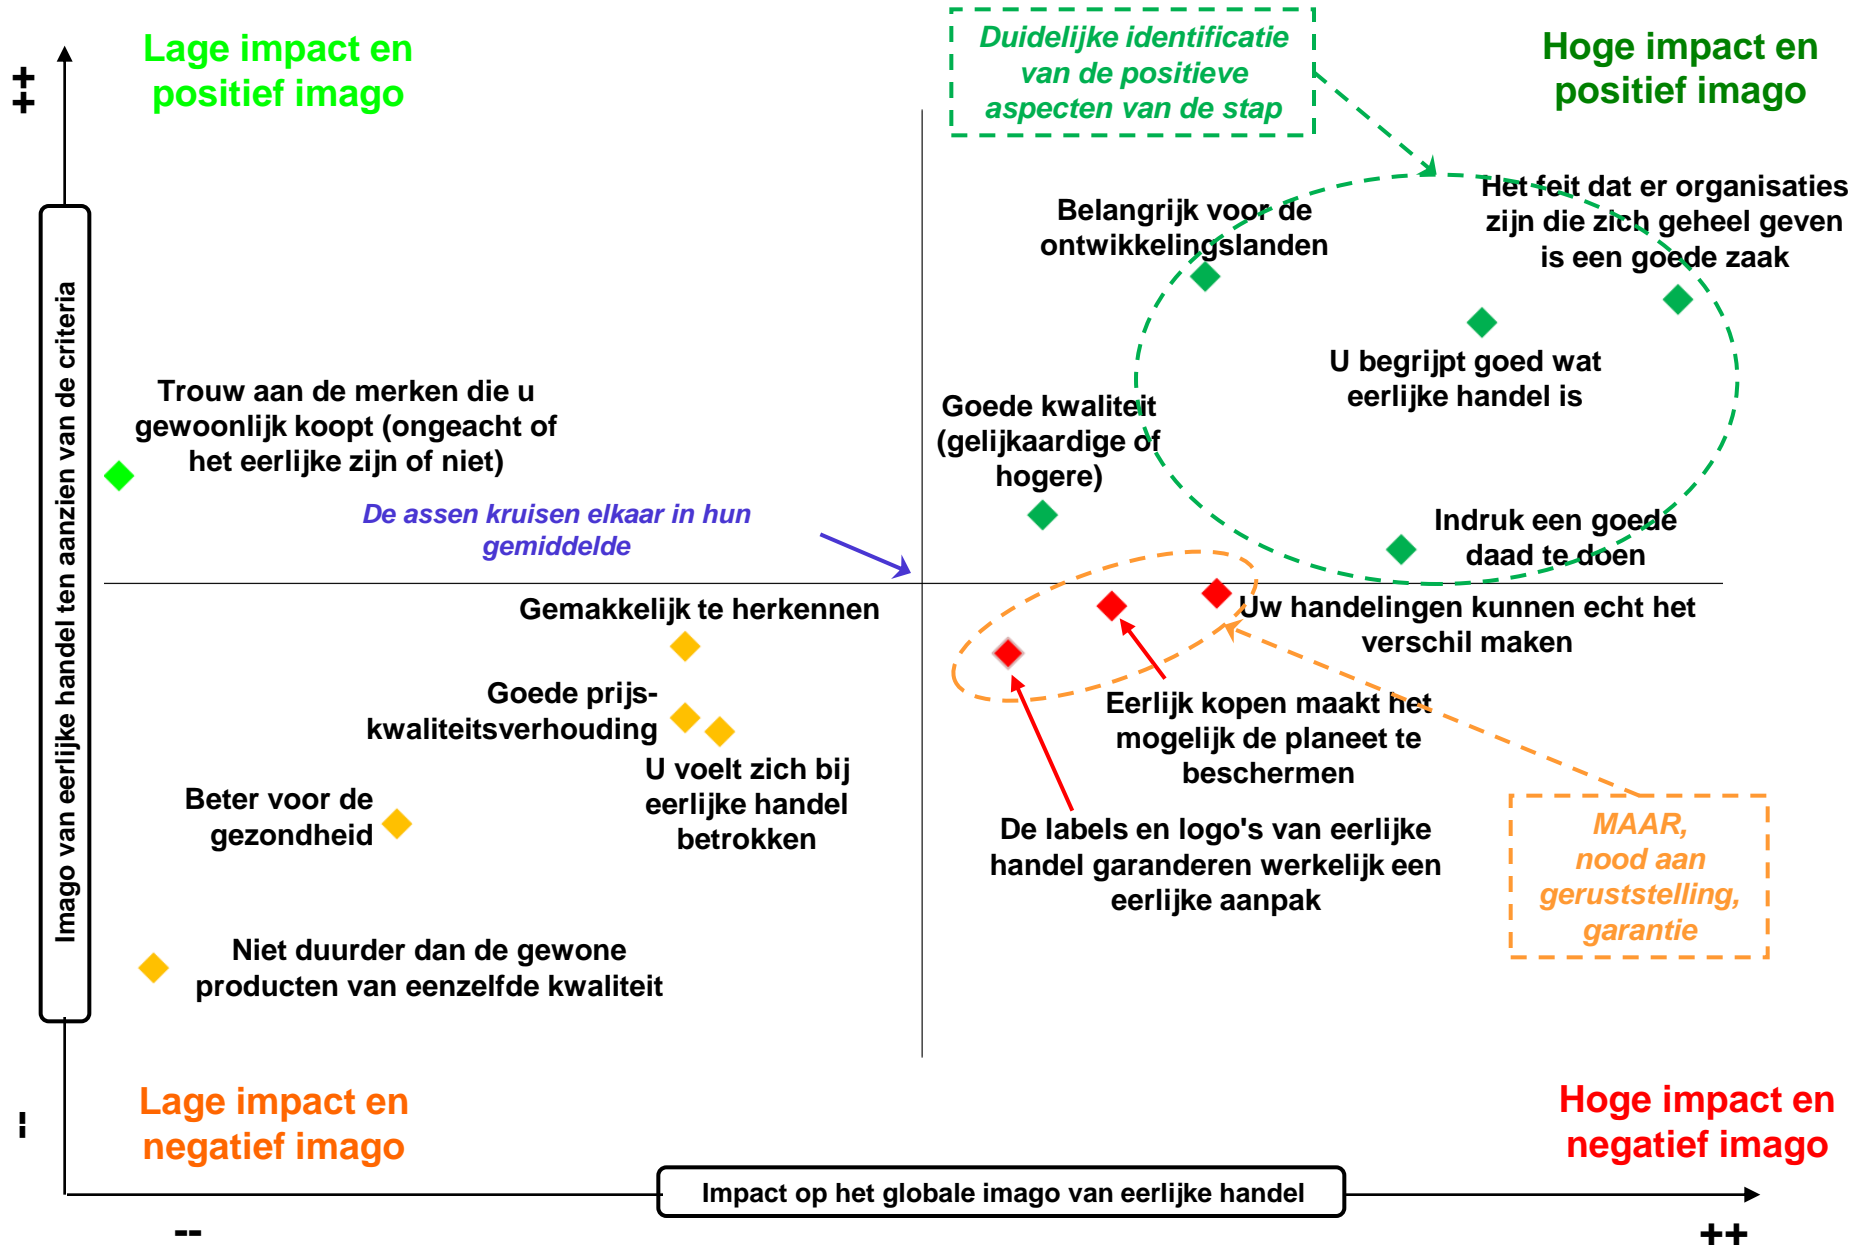 Lage impact en
positief imago
Duidelijke identificatie
van de positieve
aspecten van de stap
Hoge impact en
positief imago
++
Het feit dat er organisaties
zijn die zich geheel geven
is een goede zaak
Belangrijk voor de
ontwikkelingslanden
Imago van eerlijke handel ten aanzien van de criteria
U begrijpt goed wat
eerlijke handel is
Trouw aan de merken die u
gewoonlijk koopt (ongeacht of
het eerlijke zijn of niet)
Goede kwaliteit
(gelijkaardige of
hogere)
De assen kruisen elkaar in hun
gemiddelde
Indruk een goede
daad te doen
Gemakkelijk te herkennen
Uw handelingen kunnen echt het
verschil maken
Goede prijs-
kwaliteitsverhouding
Eerlijk kopen maakt het
mogelijk de planeet te
beschermen
U voelt zich bij
eerlijke handel
betrokken
Beter voor de
gezondheid
De labels en logo's van eerlijke
handel garanderen werkelijk een
eerlijke aanpak
MAAR,
nood aan
geruststelling,
garantie
Niet duurder dan de gewone
producten van eenzelfde kwaliteit
--
Lage impact en
negatief imago
Hoge impact en
negatief imago
Impact op het globale imago van eerlijke handel
--
++